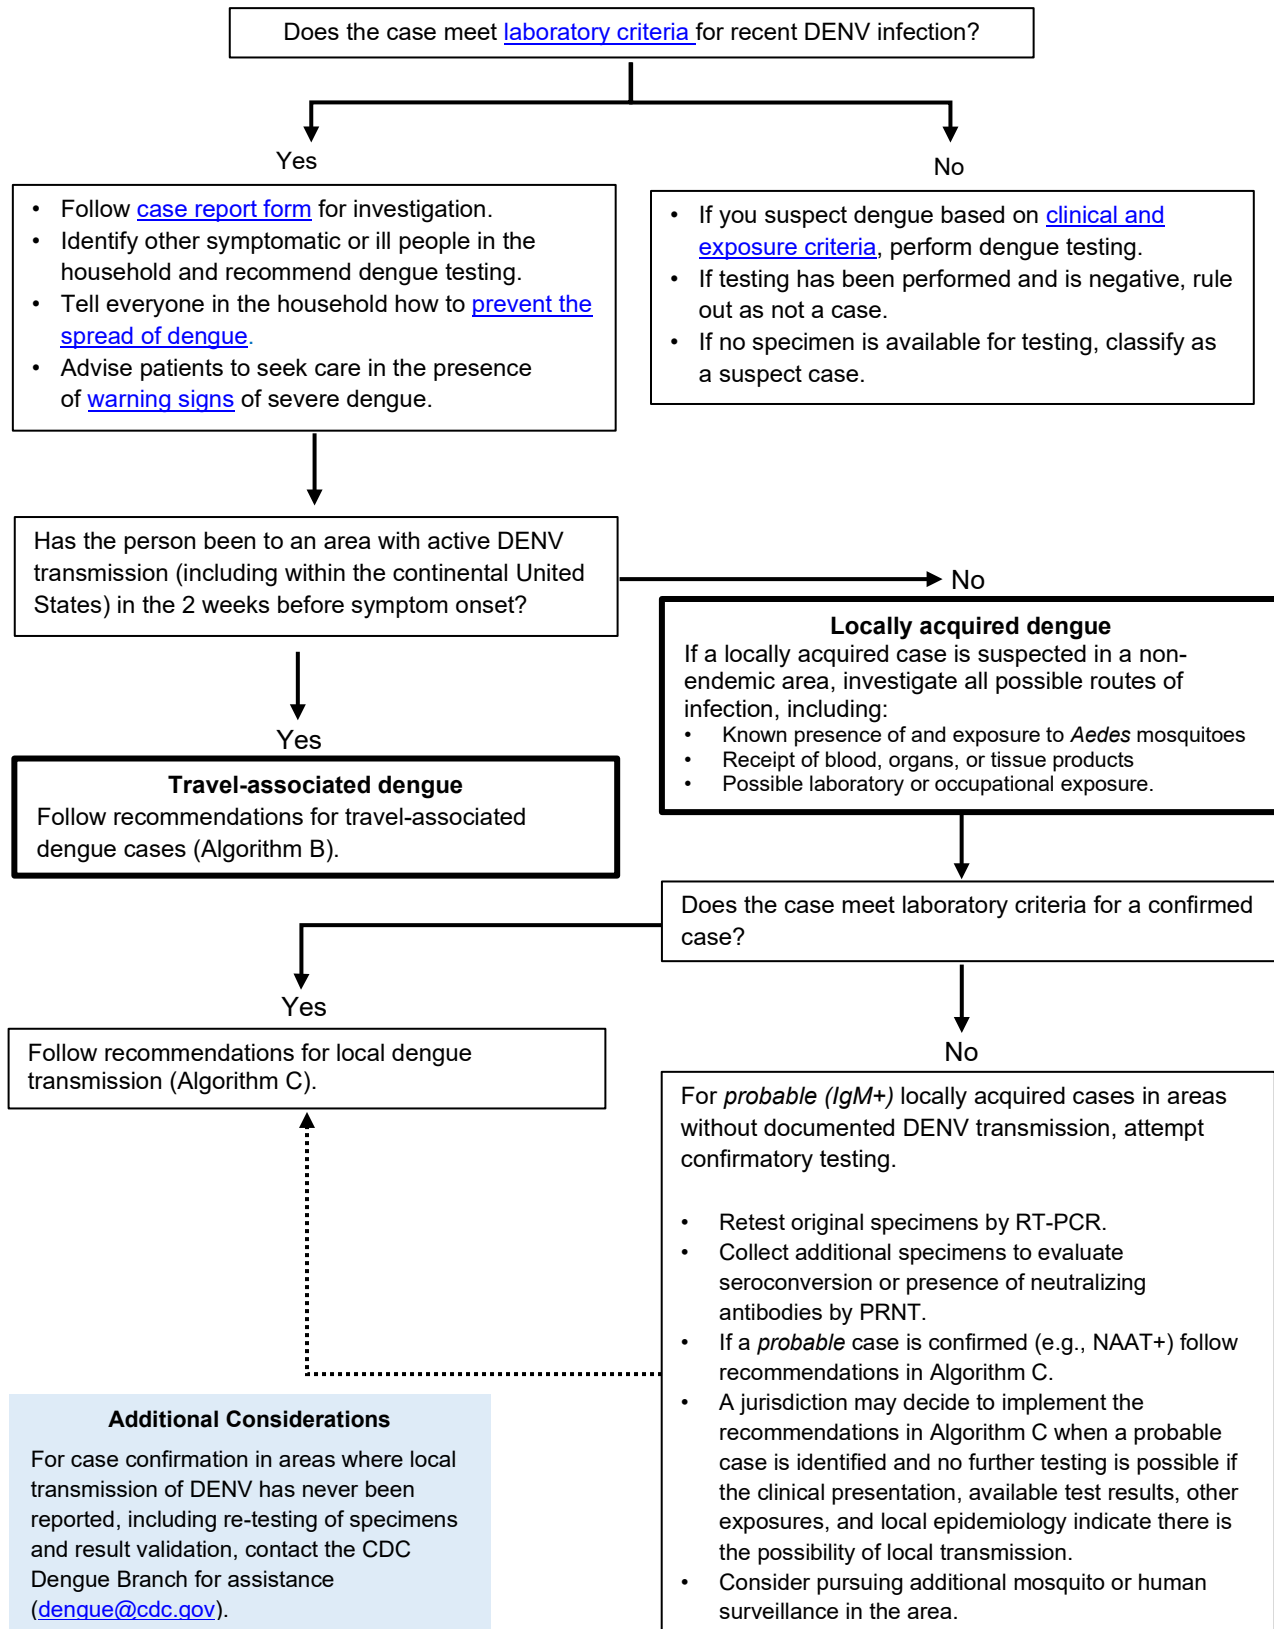 Does the case meet laboratory criteria for recent DENV infection?
Yes
No
• Follow case report form for investigation.
• Identify other symptomatic or ill people in the
household and recommend dengue testing.
• Tell everyone in the household how to prevent the
spread of dengue.
• Advise patients to seek care in the presence
of warning signs of severe dengue.
• If you suspect dengue based on clinical and
exposure criteria, perform dengue testing.
• If testing has been performed and is negative, rule
out as not a case.
• If no specimen is available for testing, classify as
a suspect case.
Has the person been to an area with active DENV
transmission (including within the continental United
States) in the 2 weeks before symptom onset?
No
Locally acquired dengue
If a locally acquired case is suspected in a non-
endemic area, investigate all possible routes of
infection, including:
• Known presence of and exposure to Aedes mosquitoes
• Receipt of blood, organs, or tissue products
• Possible laboratory or occupational exposure.
Yes
Travel-associated dengue
Follow recommendations for travel-associated
dengue cases (Algorithm B).
Does the case meet laboratory criteria for a confirmed
case?
Yes
Follow recommendations for local dengue
transmission (Algorithm C).
No
For probable (IgM+) locally acquired cases in areas
without documented DENV transmission, attempt
confirmatory testing.
• Retest original specimens by RT-PCR.
• Collect additional specimens to evaluate
seroconversion or presence of neutralizing
antibodies by PRNT.
• If a probable case is confirmed (e.g., NAAT+) follow
recommendations in Algorithm C.
• A jurisdiction may decide to implement the
recommendations in Algorithm C when a probable
case is identified and no further testing is possible if
the clinical presentation, available test results, other
exposures, and local epidemiology indicate there is
the possibility of local transmission.
• Consider pursuing additional mosquito or human
surveillance in the area.
Additional Considerations
For case confirmation in areas where local
transmission of DENV has never been
reported, including re-testing of specimens
and result validation, contact the CDC
Dengue Branch for assistance
(dengue@cdc.gov).